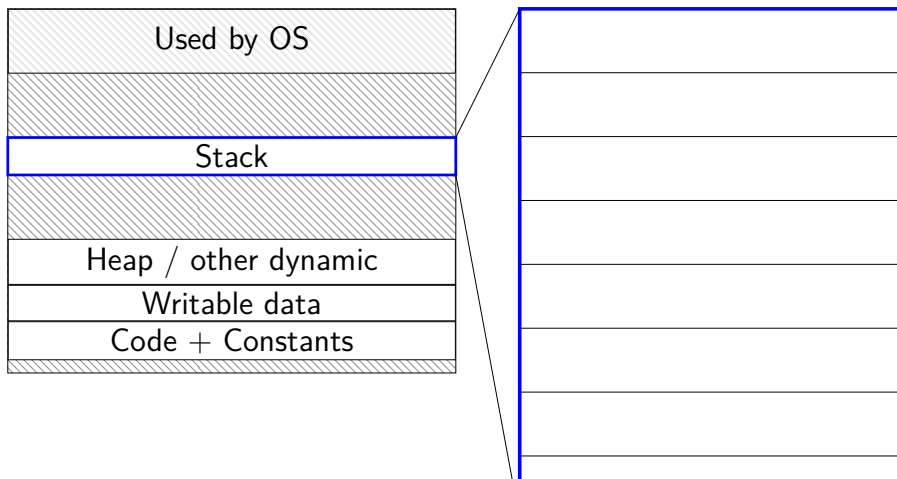 Used by OS
Stack
Heap / other dynamic
Writable data
Code + Constants